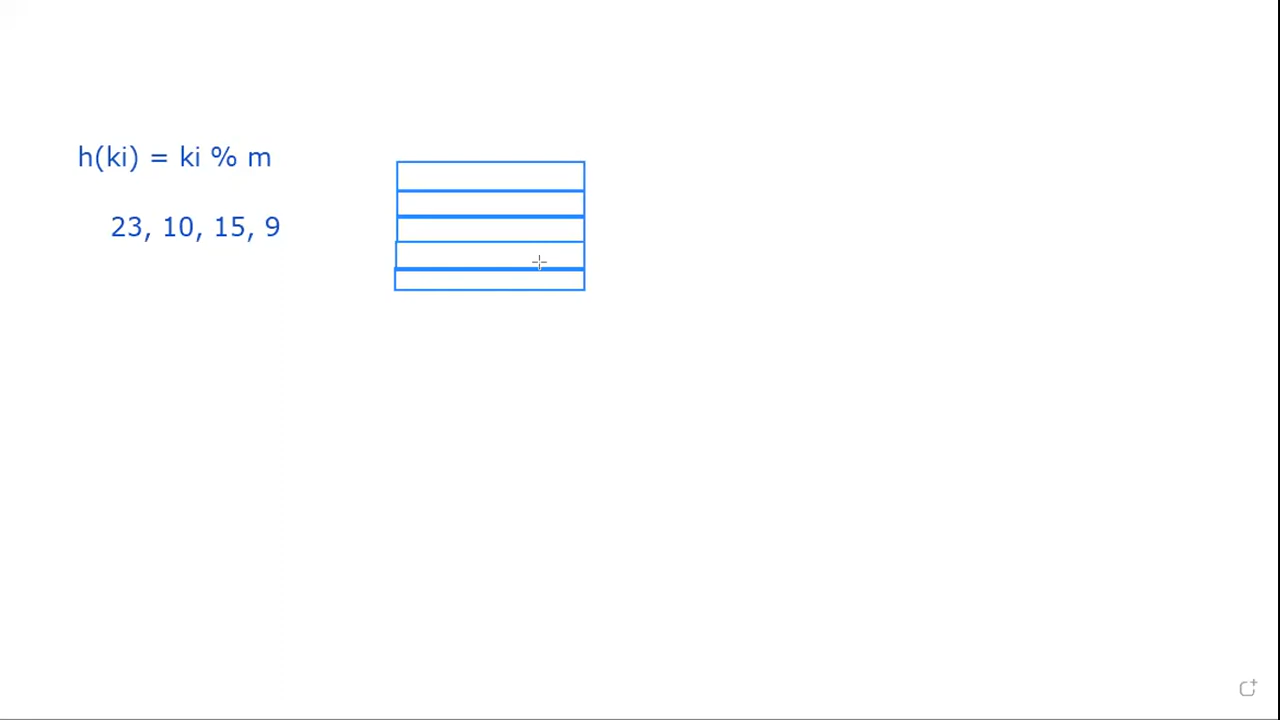 h(ki) = ki % m
23, 10, 15, 9